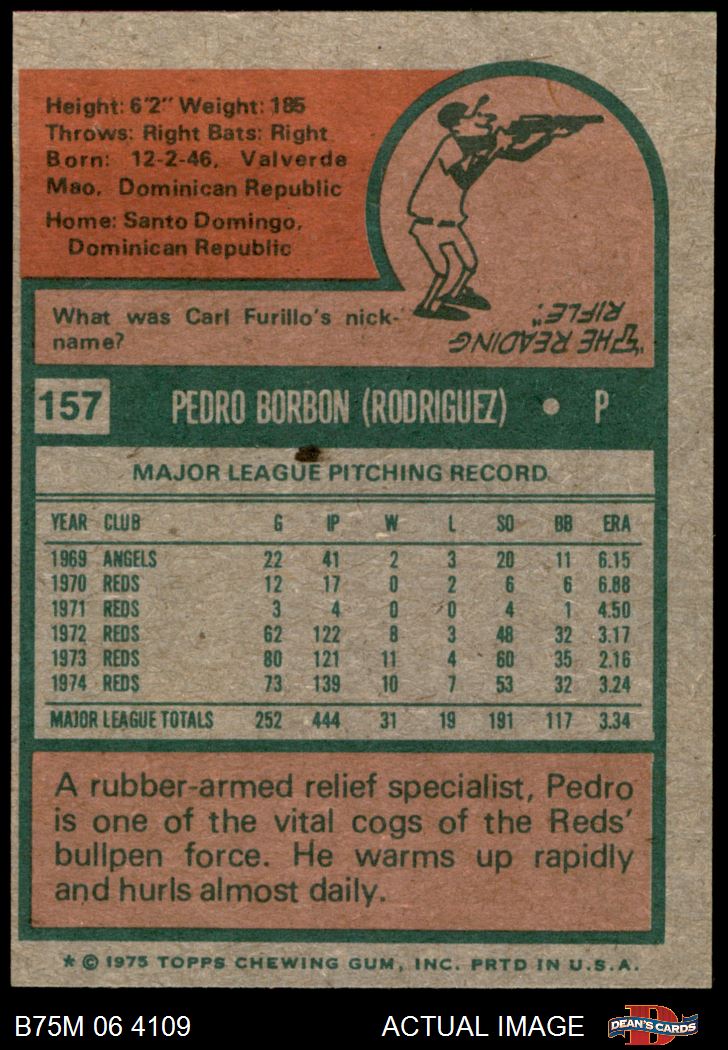 Height: 6'2" Weight: 185
Throws: Right Bats: Right
Born: 12-2-46, Valverde
Mao, Dominican Republic
Home: Santo Domingo,
Dominican Republic
What was Carl Furillo's nick-
name?
"THE READING
RIFLE".
157 PEDRO BORBON (RODRIGUEZ) • P
MAJOR LEAGUE PITCHING RECORD
YEAR CLUB G IP W L SO BB ERA
1969 ANGELS 22 41 2 3 20 11 6.15
1970 REDS 12 17 0 2 6 6 6.88
1971 REDS 3 4 0 0 4 1 4.50
1972 REDS 62 122 8 3 48 32 3.17
1973 REDS 80 121 11 4 60 35 2.16
1974 REDS 73 139 10 7 53 32 3.24
MAJOR LEAGUE TOTALS 252 444 31 19 191 117 3.34
A rubber-armed relief specialist, Pedro
is one of the vital cogs of the Reds'
bullpen force. He warms up rapidly
and hurls almost daily.
* © 1975 TOPPS CHEWING GUM, INC. PRTD IN U.S.A.
B75M 06 4109 ACTUAL IMAGE DEAN'S CARDS